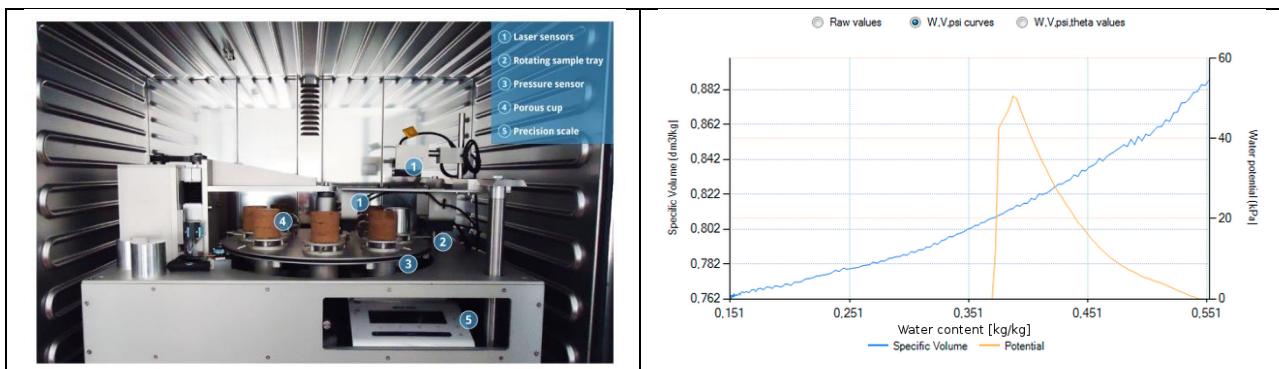 1 Laser sensors
2 Rotating sample tray
3 Pressure sensor
4 Porous cup
5 Precision scale
1
1
4
2
3
5
Raw values W,V,psi curves W,V,psi,theta values
Specific Volume [dm3/kg]
0,882
0,862
0,842
0,822
0,802
0,782
0,762
60
40
20
0
Water potential [kPa]
0,151 0,251 0,351 0,451 0,551
Water content [kg/kg]
Specific Volume Potential